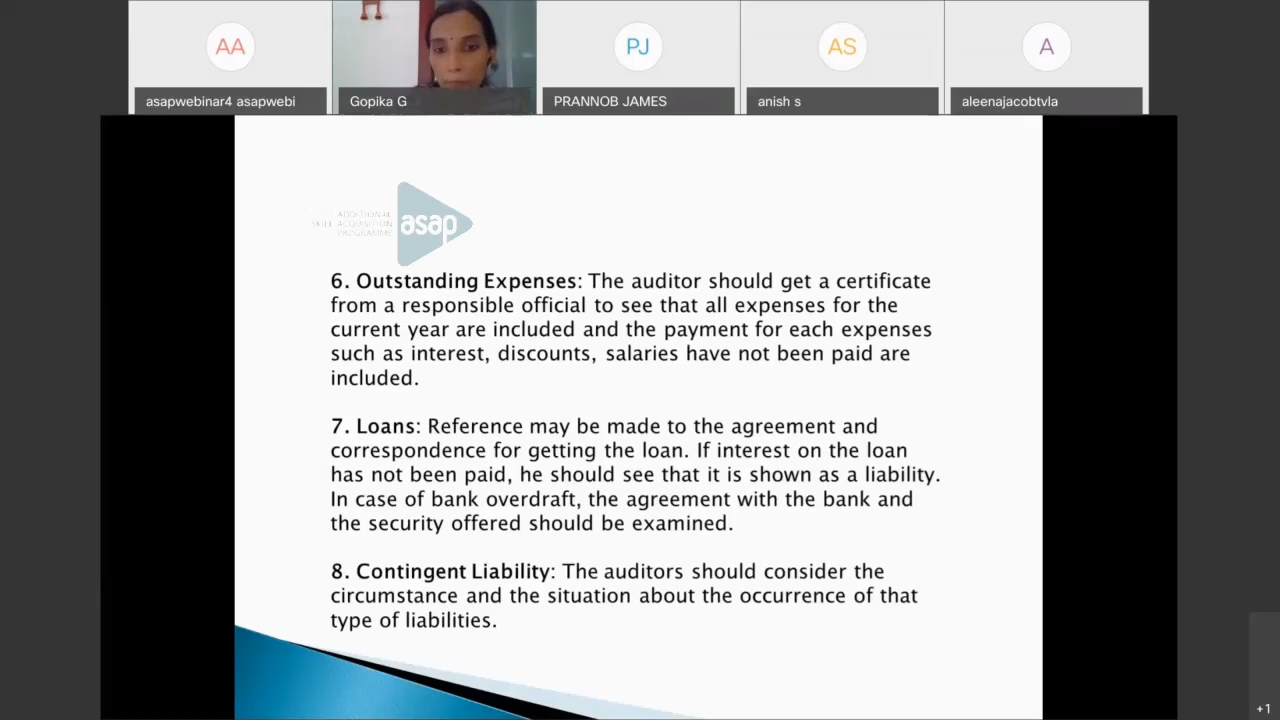 AA
PJ
AS
A
asapwebinar4 asapwebi
Gopika G
PRANNOB JAMES
anish s
aleenajacobtvla
ADDITIONAL
SKILL ACQUISITION
PROGRAMME
asap
6. Outstanding Expenses: The auditor should get a certificate
from a responsible official to see that all expenses for the
current year are included and the payment for each expenses
such as interest, discounts, salaries have not been paid are
included.
7. Loans: Reference may be made to the agreement and
correspondence for getting the loan. If interest on the loan
has not been paid, he should see that it is shown as a liability.
In case of bank overdraft, the agreement with the bank and
the security offered should be examined.
8. Contingent Liability: The auditors should consider the
circumstance and the situation about the occurrence of that
type of liabilities.
+1